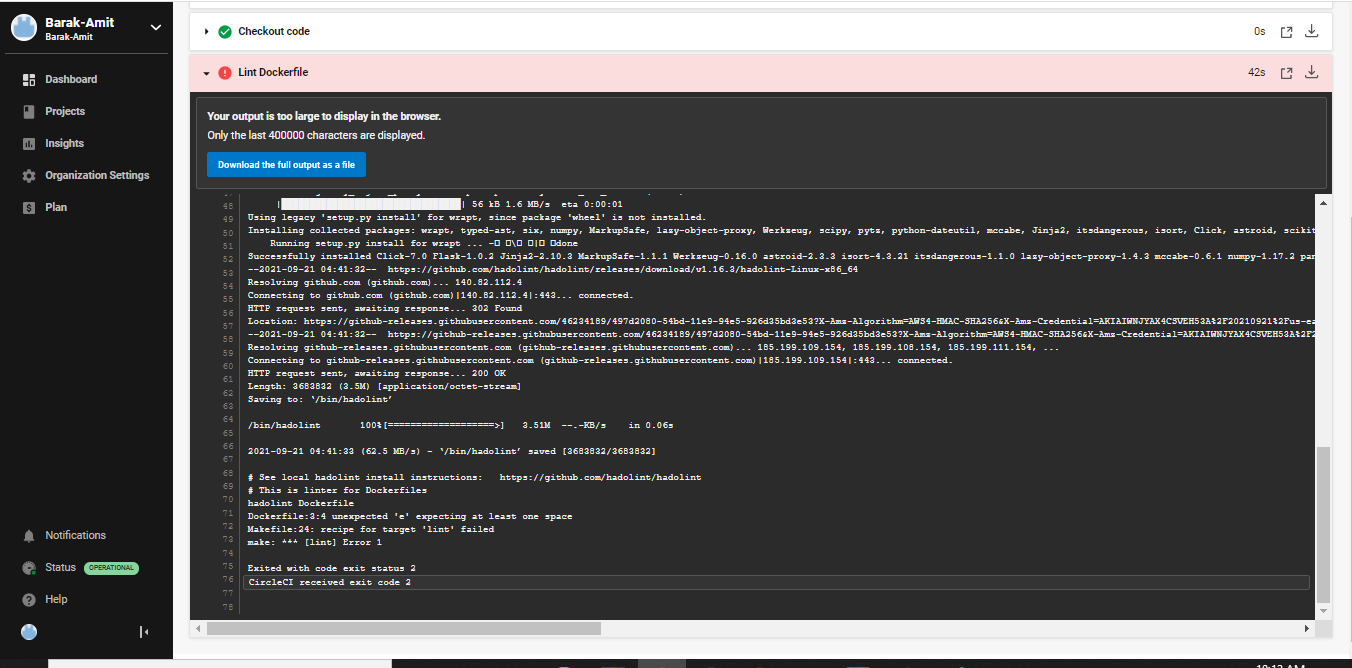 Barak-Amit
Barak-Amit
Dashboard
Projects
Insights
Organization Settings
Plan
Notifications
Status OPERATIONAL
Help
Checkout code 0s
Lint Dockerfile 42s
Your output is too large to display in the browser.
Only the last 400000 characters are displayed.
Download the full output as a file
48 56 kB 1.6 MB/s eta 0:00:01
49 Using legacy 'setup.py install' for wrapt, since package 'wheel' is not installed.
50 Installing collected packages: wrapt, typed-ast, six, numpy, MarkupSafe, lazy-object-proxy, Werkzeug, scipy, pytz, python-dateutil, mccabe, Jinja2, itsdangerous, isort, Click, astroid, scikit
51 Running setup.py install for wrapt ... -\|done
52 Successfully installed Click-7.0 Flask-1.0.2 Jinja2-2.10.3 MarkupSafe-1.1.1 Werkzeug-0.16.0 astroid-2.3.3 isort-4.3.21 itsdangerous-1.1.0 lazy-object-proxy-1.4.3 mccabe-0.6.1 numpy-1.17.2 pan
53 --2021-09-21 04:41:32-- https://github.com/hadolint/hadolint/releases/download/v1.16.3/hadolint-Linux-x86_64
54 Resolving github.com (github.com)... 140.82.112.4
55 Connecting to github.com (github.com)|140.82.112.4|:443... connected.
56 HTTP request sent, awaiting response... 302 Found
57 Location: https://github-releases.githubusercontent.com/46234189/497d2080-54bd-11e9-94e5-926d35bd3e53?X-Amz-Algorithm=AWS4-HMAC-SHA256&X-Amz-Credential=AKIAIWNJYAX4CSVEH53A%2F20210921%2Fus-ea
58 --2021-09-21 04:41:32-- https://github-releases.githubusercontent.com/46234189/497d2080-54bd-11e9-94e5-926d35bd3e53?X-Amz-Algorithm=AWS4-HMAC-SHA256&X-Amz-Credential=AKIAIWNJYAX4CSVEH53A%2F2
59 Resolving github-releases.githubusercontent.com (github-releases.githubusercontent.com)... 185.199.109.154, 185.199.108.154, 185.199.111.154, ...
60 Connecting to github-releases.githubusercontent.com (github-releases.githubusercontent.com)|185.199.109.154|:443... connected.
61 HTTP request sent, awaiting response... 200 OK
62 Length: 3683832 (3.5M) [application/octet-stream]
63 Saving to: ‘/bin/hadolint’
64
65 /bin/hadolint 100%[===================>] 3.51M --.-KB/s in 0.06s
66
67 2021-09-21 04:41:33 (62.5 MB/s) - ‘/bin/hadolint’ saved [3683832/3683832]
68
69 # See local hadolint install instructions: https://github.com/hadolint/hadolint
70 # This is linter for Dockerfiles
71 hadolint Dockerfile
72 Dockerfile:3:4 unexpected 'e' expecting at least one space
73 Makefile:24: recipe for target 'lint' failed
74 make: *** [lint] Error 1
75
76 Exited with code exit status 2
77 CircleCI received exit code 2
78